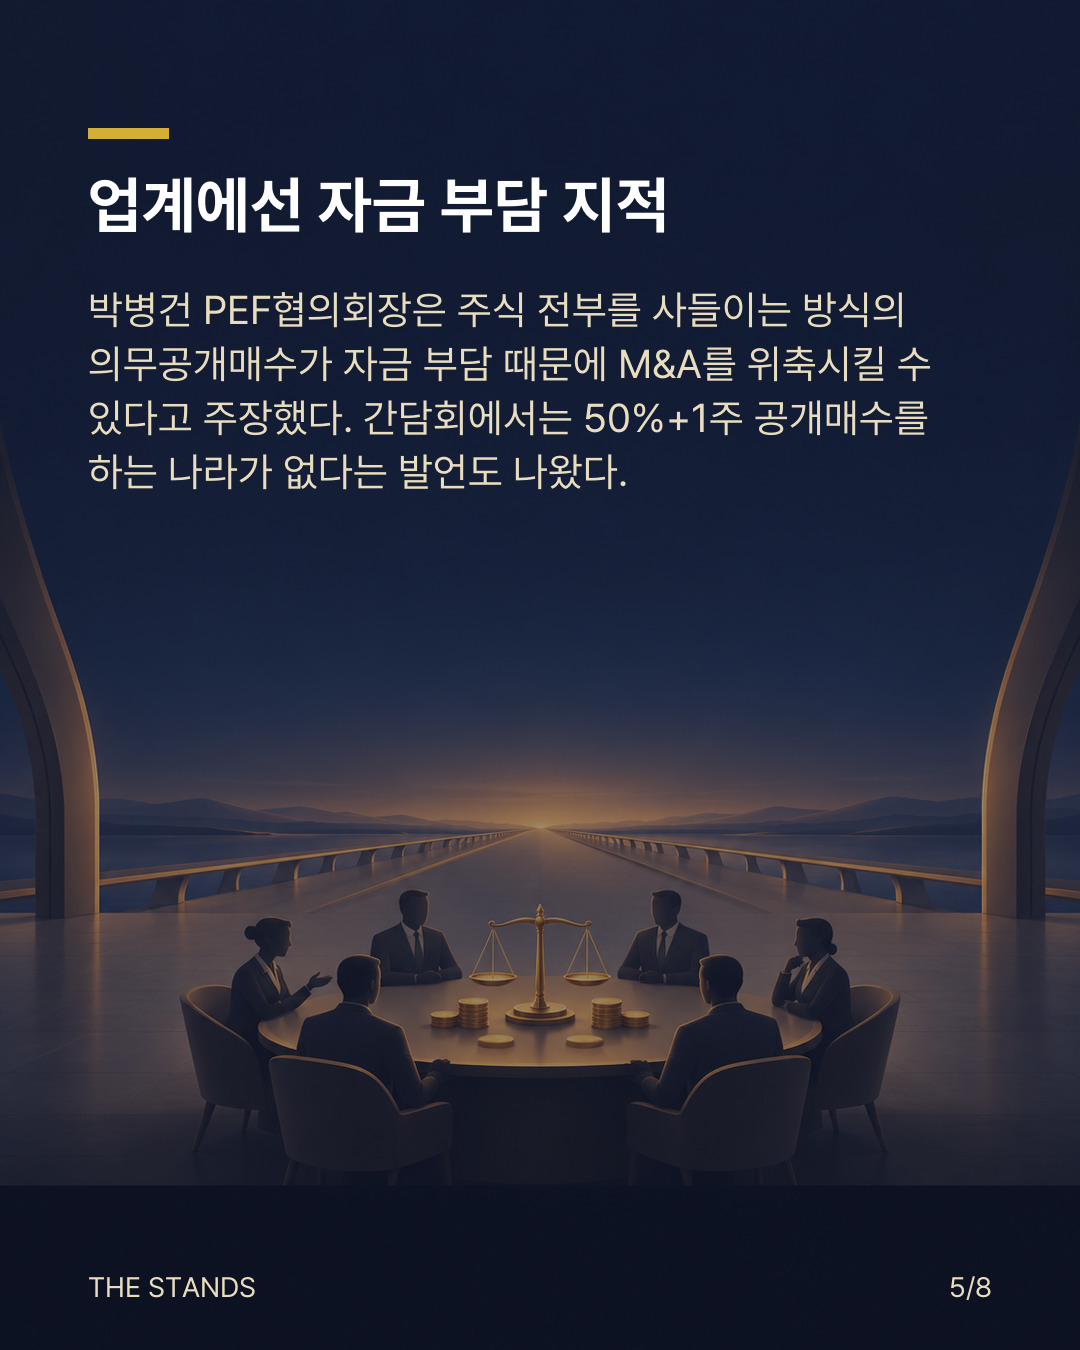 업계에선 자금 부담 지적
박병건 PEF협의회장은 주식 전부를 사들이는 방식의
의무공개매수가 자금 부담 때문에 M&A를 위축시킬 수
있다고 주장했다. 간담회에서는 50%+1주 공개매수를
하는 나라가 없다는 발언도 나왔다.
THE STANDS
5/8